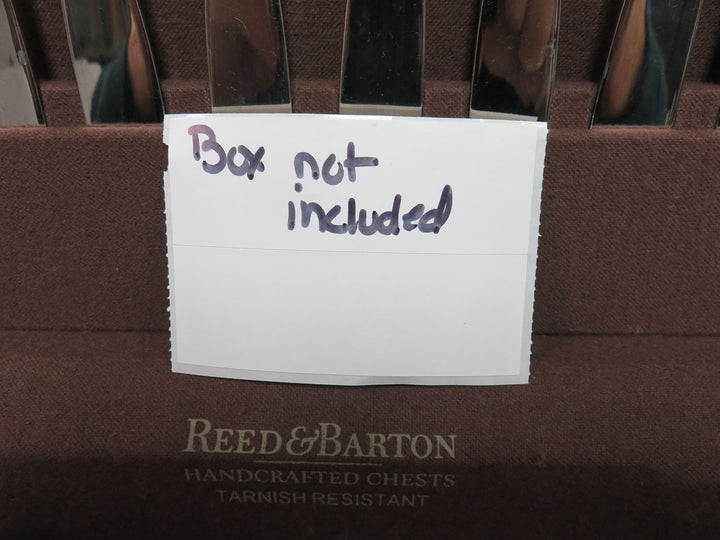 Box not
included
REED & BARTON
HANDCRAFTED CHESTS
TARNISH RESISTANT